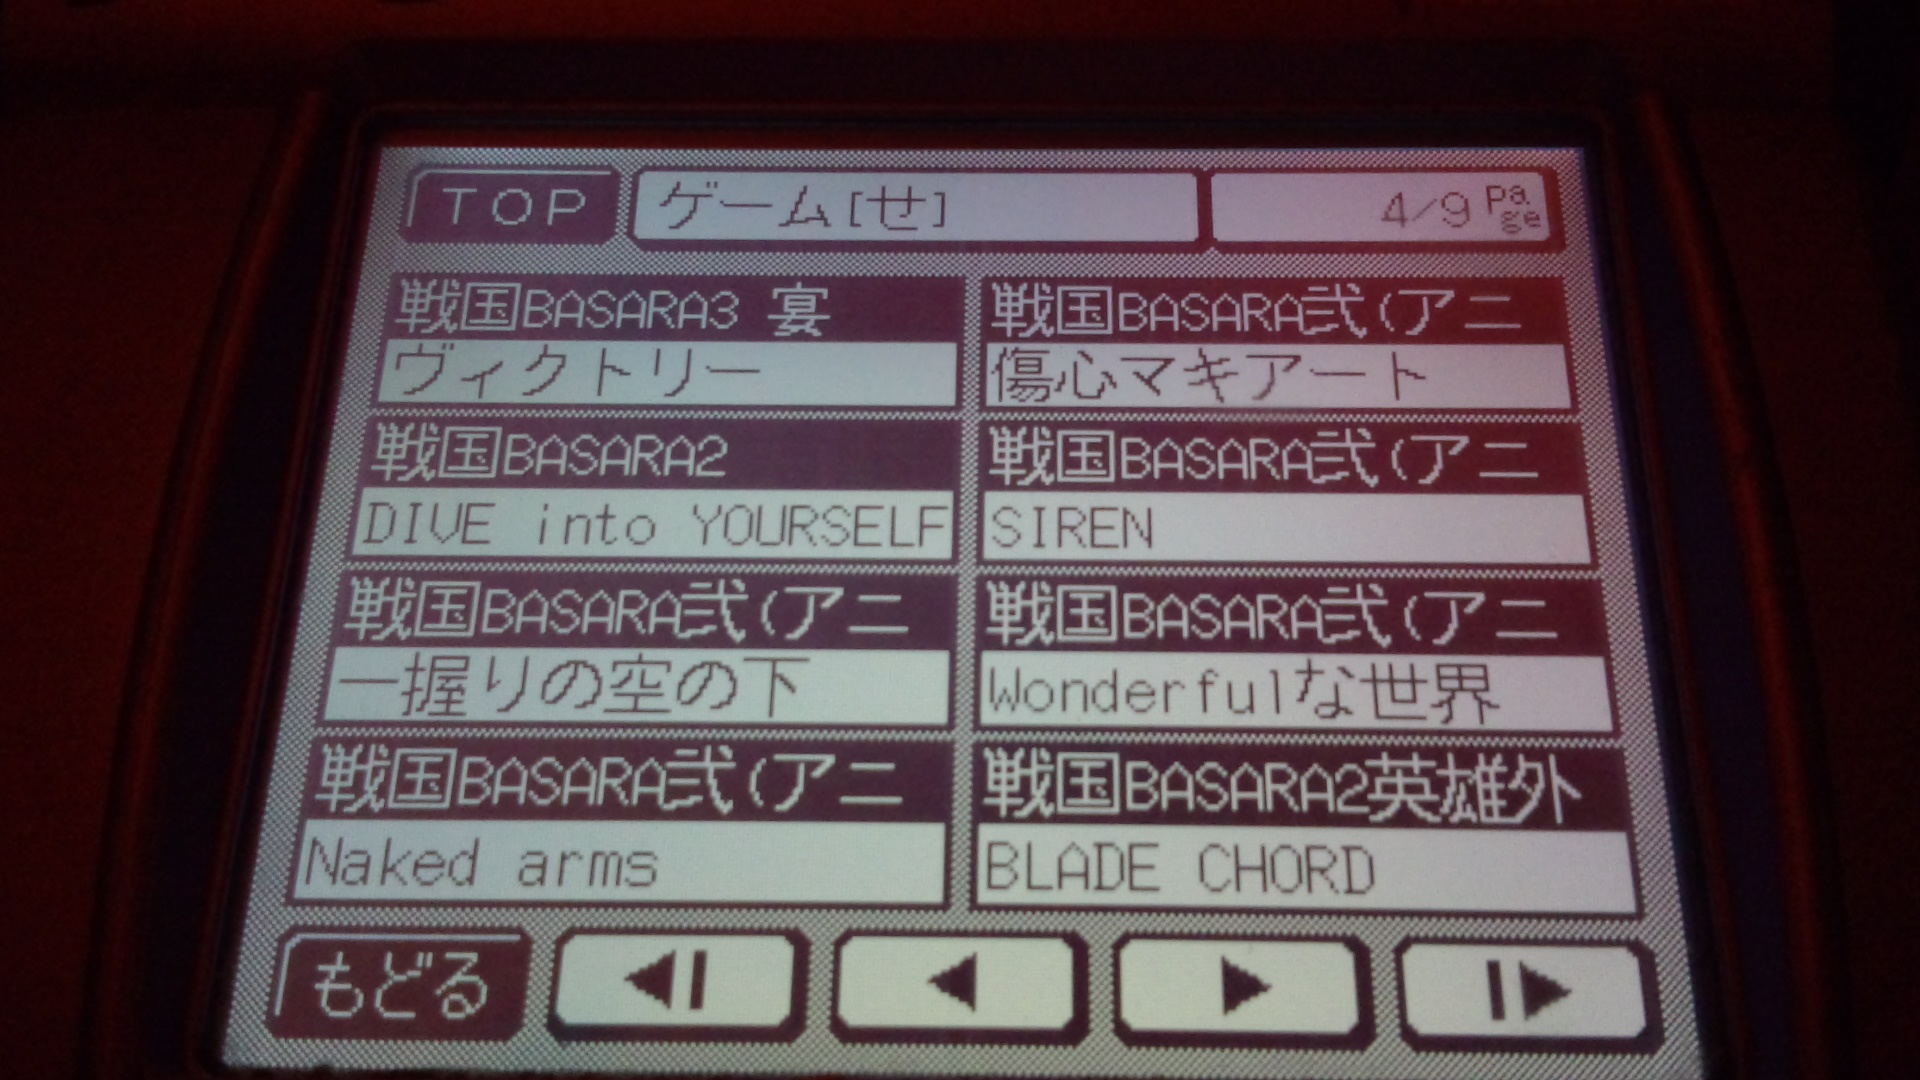 TOP
ゲーム[せ]
4/9 Page
戦国BASARA3 宴
ヴィクトリー
戦国BASARA2
DIVE into YOURSELF
戦国BASARA弐(アニ
一握りの空の下
戦国BASARA弐(アニ
Naked arms
戦国BASARA弐(アニ
傷心マキアート
戦国BASARA弐(アニ
SIREN
戦国BASARA弐(アニ
Wonderfulな世界
戦国BASARA2英雄外
BLADE CHORD
もどる